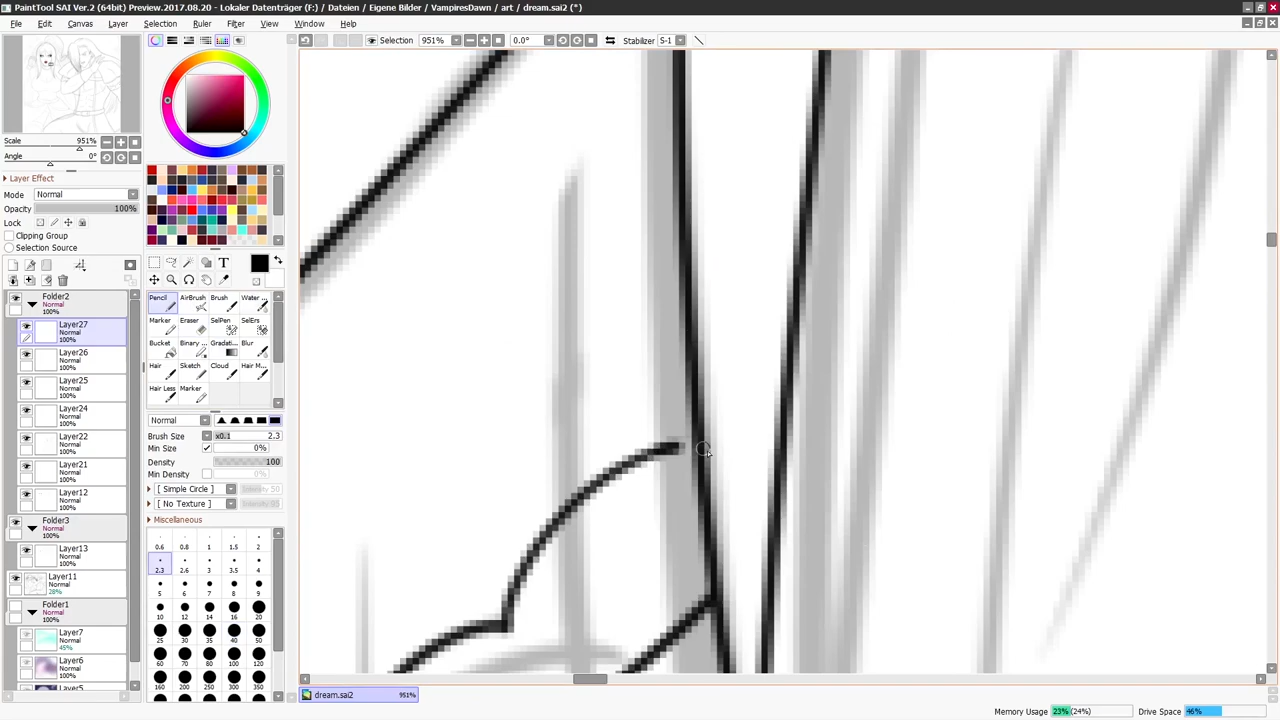 PaintTool SAI Ver.2 (64bit) Preview.2017.08.20 - Lokaler Datenträger (F:) / Dateien / Eigene Bilder / VampiresDawn / art / dream.sai2 (*)
File Edit Canvas Layer Selection Ruler Filter View Window Help
Selection 951% 0.0° Stabilizer S-1
Scale 951%
Angle 0°
Layer Effect
Mode Normal
Opacity 100%
Lock
Clipping Group
Selection Source
Folder2
Normal
100%
Layer27
Normal
100%
Layer26
Normal
100%
Layer25
Normal
100%
Layer24
Normal
100%
Layer22
Normal
100%
Layer21
Normal
100%
Layer12
Normal
100%
Folder3
Normal
100%
Layer13
Normal
100%
Layer11
Normal
28%
Folder1
Normal
100%
Layer7
Normal
45%
Layer6
Normal
100%
Layer5
T
Pencil AirBrush Brush Water ...
Marker Eraser SelPen SelErs
Bucket Binary ... Gradati... Blur
Hair Sketch Cloud Hair M...
Hair Less Marker
Normal
Brush Size x0.1 2.3
Min Size 0%
Density 100
Min Density 0%
[ Simple Circle ] Intensity 50
[ No Texture ]
Miscellaneous
0.6 0.8 1 1.5 2
2.3 2.6 3 3.5 4
5 6 7 8 9
10 12 14 16 20
25 30 35 40 50
60 70 80 100 120
160 200 250 300 350
dream.sai2 951%
Memory Usage 23% (24%) Drive Space 46%